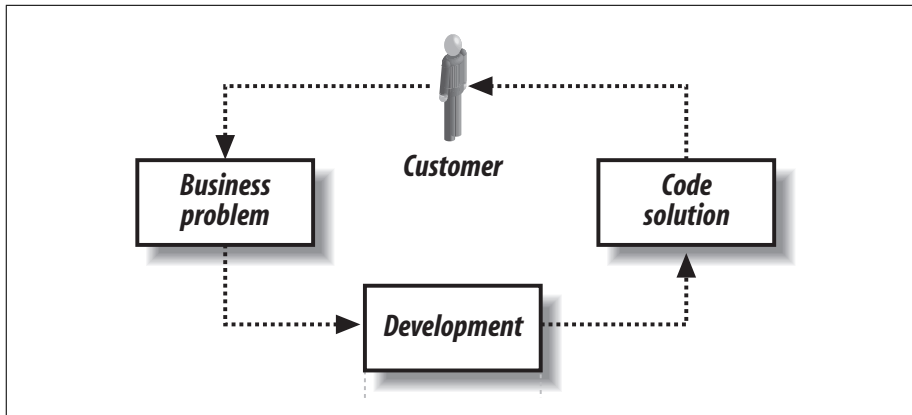 Customer
Business
problem
Code
solution
Development